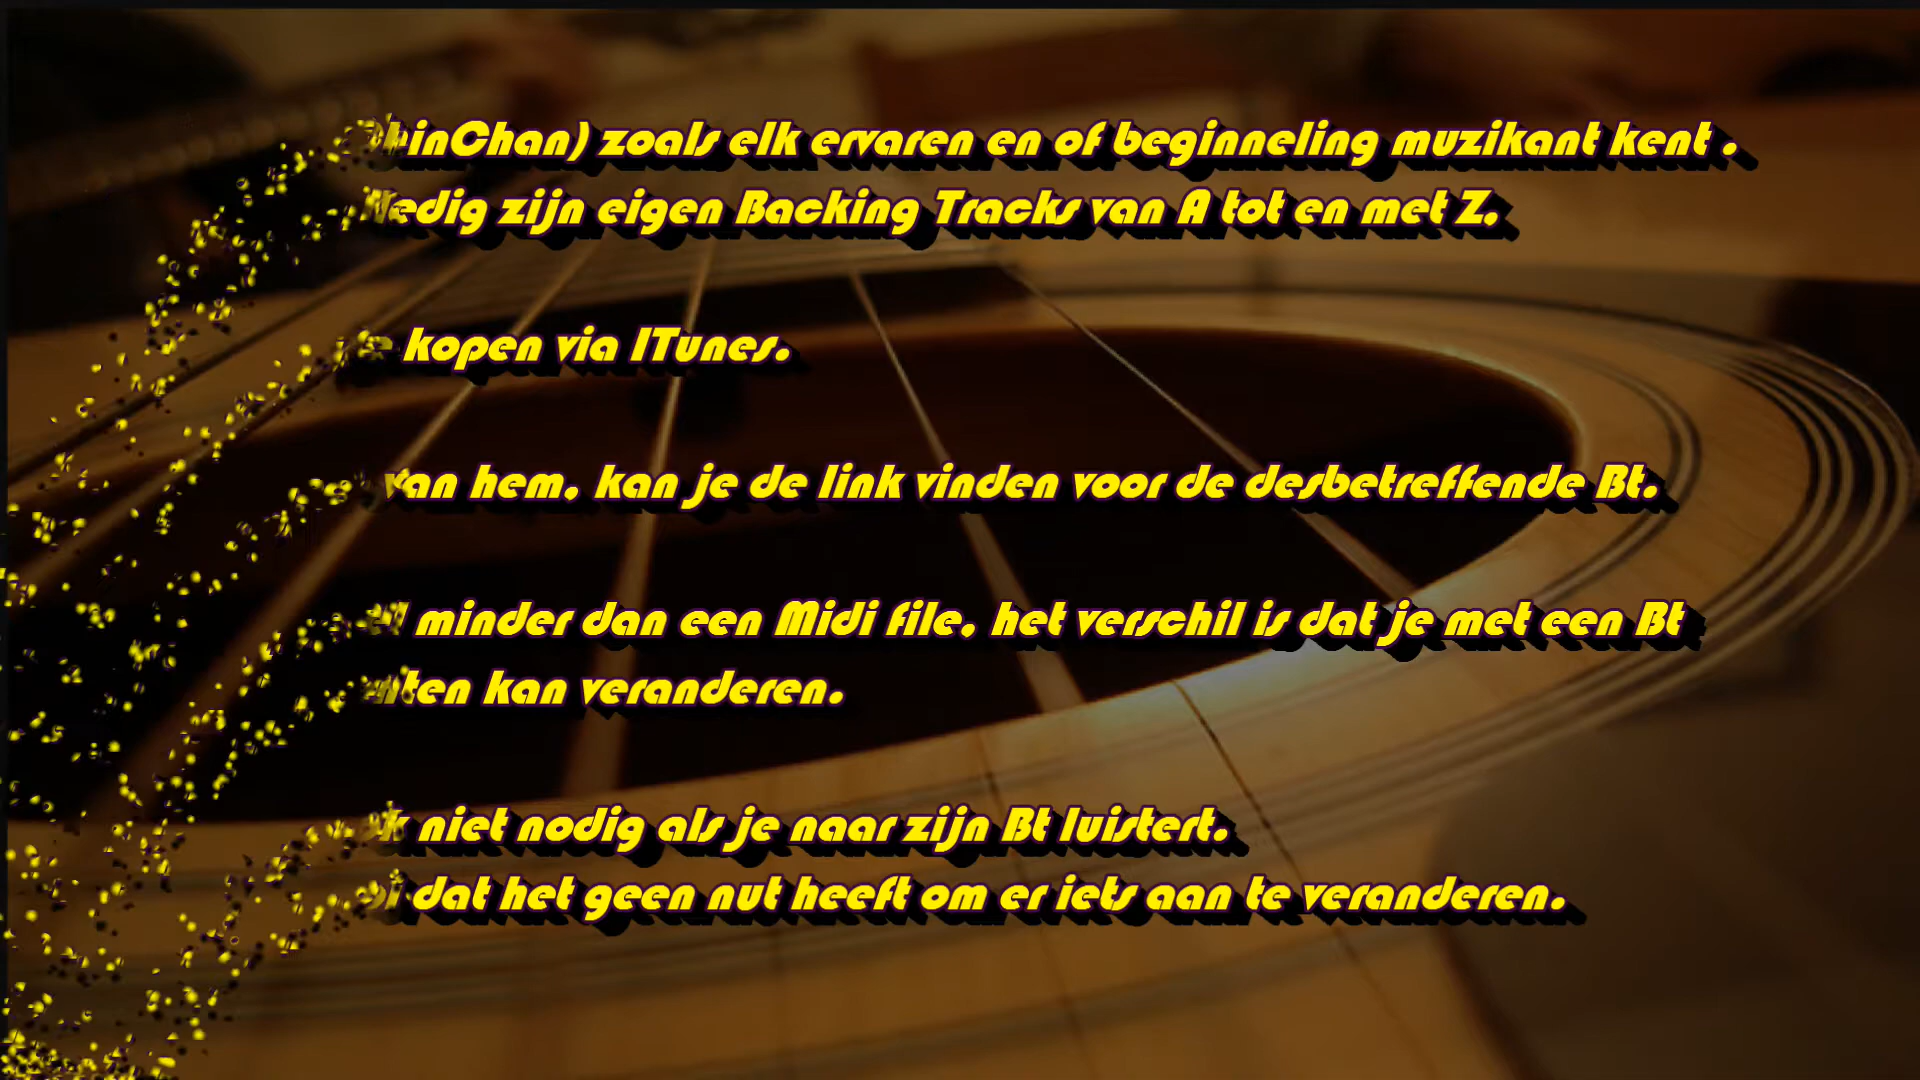 zoals elk ervaren en of beginneling muzikant kent .
zijn eigen Backing Tracks van A tot en met Z.
kopen via ITunes.
van hem, kan je de link vinden voor de desbetreffende Bt.
minder dan een Midi file, het verschil is dat je met een Bt
kan veranderen.
niet nodig als je naar zijn Bt luistert.
dat het geen nut heeft om er iets aan te veranderen.